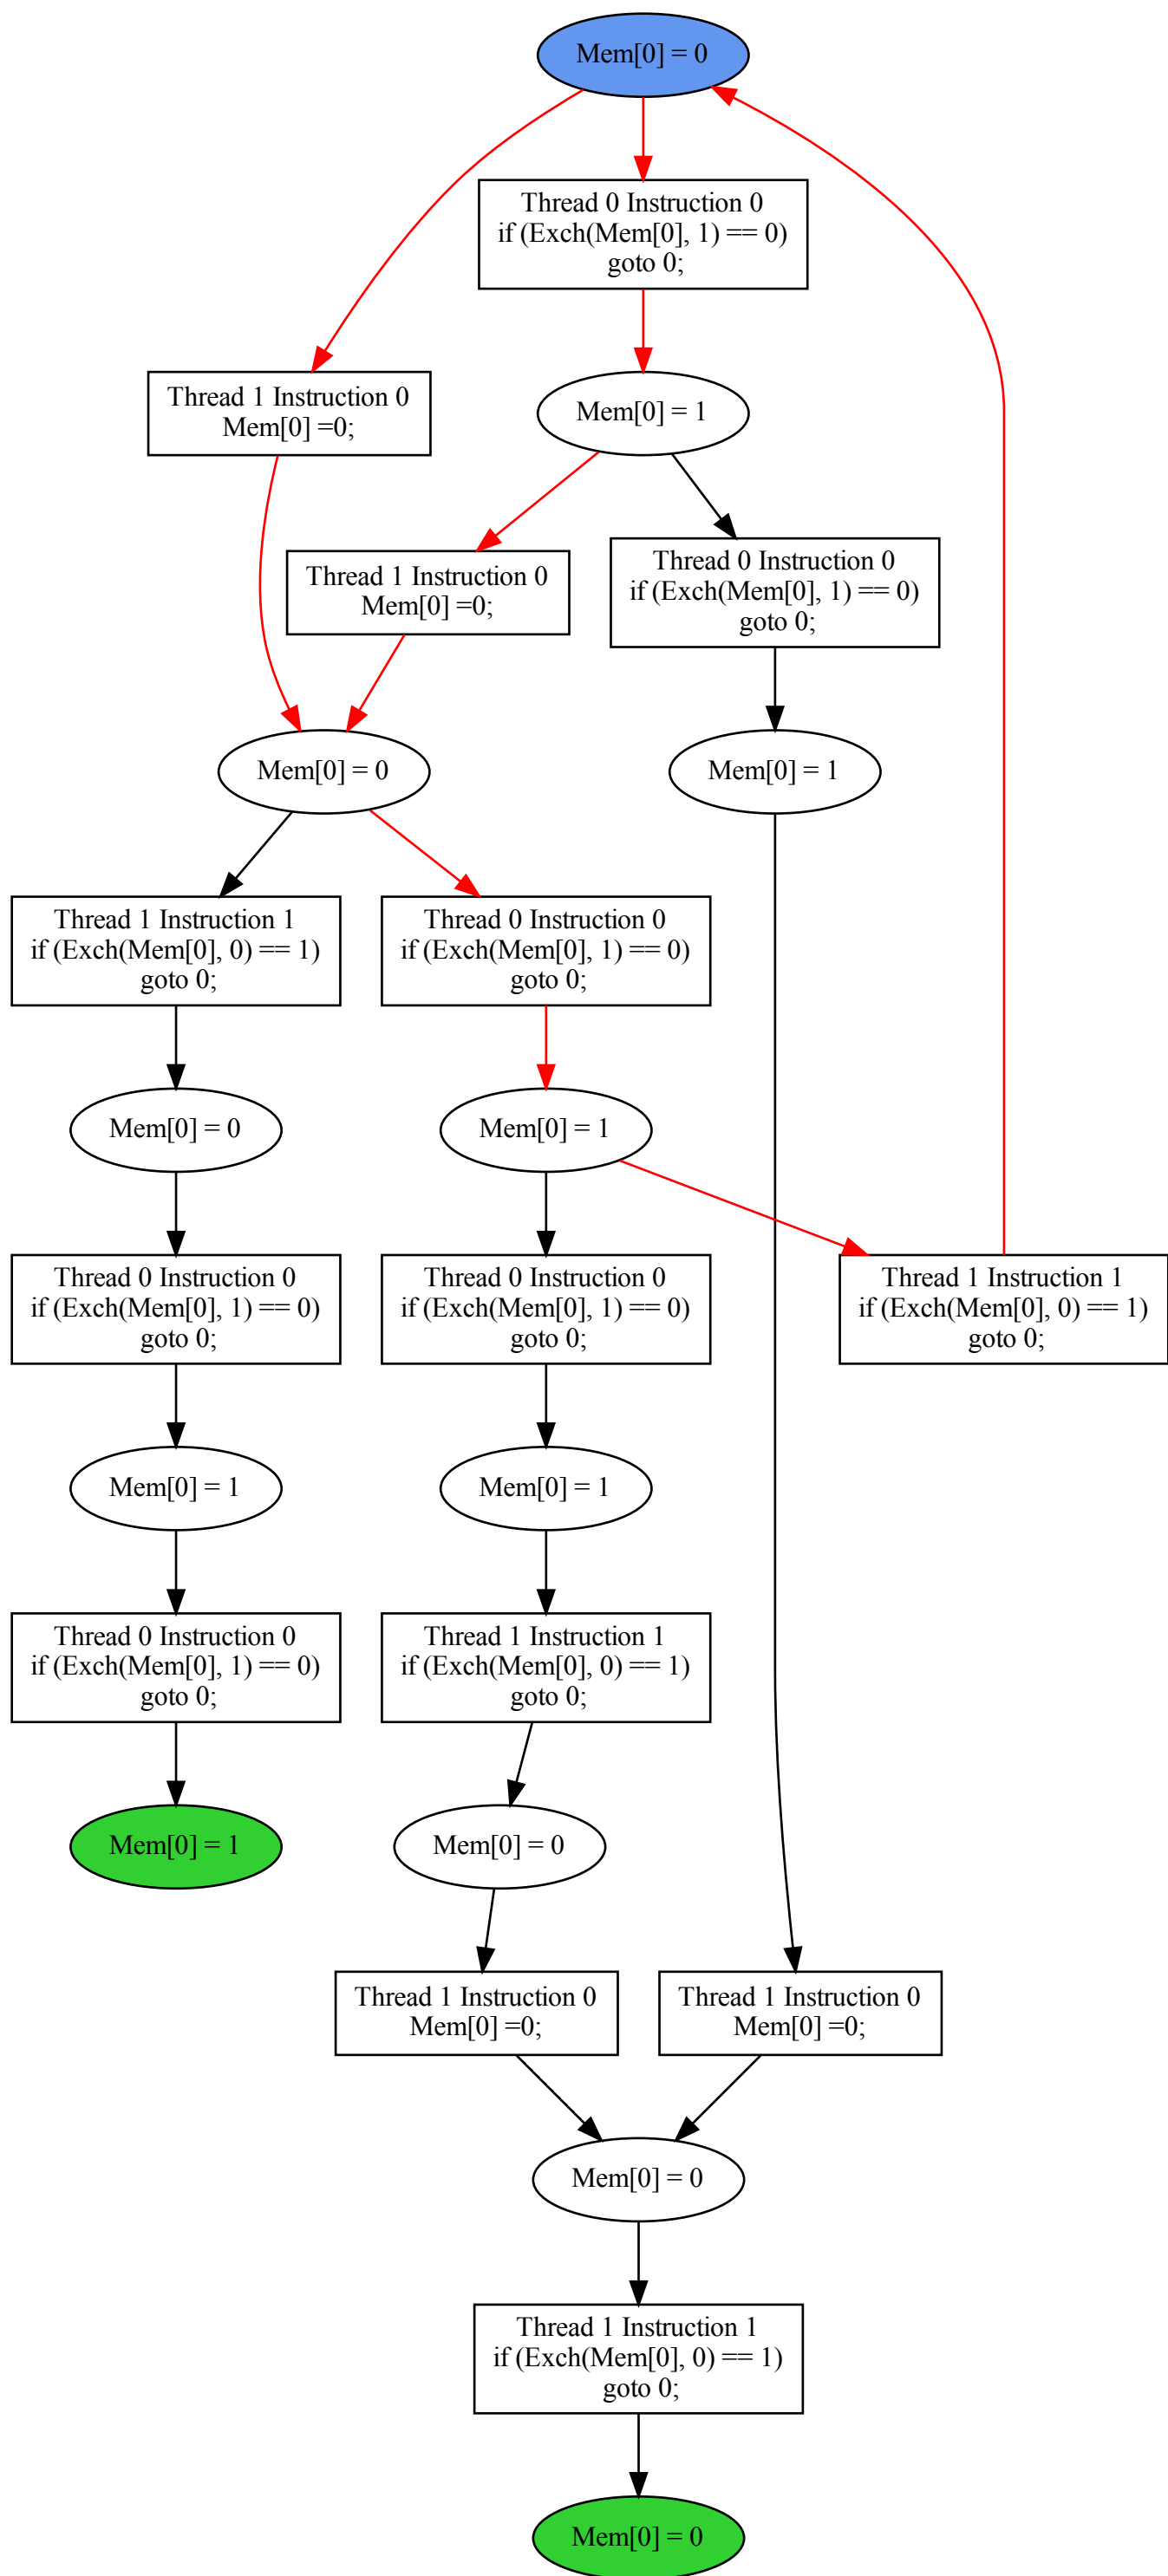 Mem[0] = 0
Thread 0 Instruction 0
if (Exch(Mem[0], 1) == 0)
goto 0;
Thread 1 Instruction 0
Mem[0] =0;
Mem[0] = 1
Thread 1 Instruction 0
Mem[0] =0;
Thread 0 Instruction 0
if (Exch(Mem[0], 1) == 0)
goto 0;
Mem[0] = 0
Mem[0] = 1
Thread 1 Instruction 1
if (Exch(Mem[0], 0) == 1)
goto 0;
Thread 0 Instruction 0
if (Exch(Mem[0], 1) == 0)
goto 0;
Mem[0] = 0
Mem[0] = 1
Thread 0 Instruction 0
if (Exch(Mem[0], 1) == 0)
goto 0;
Thread 0 Instruction 0
if (Exch(Mem[0], 1) == 0)
goto 0;
Thread 1 Instruction 1
if (Exch(Mem[0], 0) == 1)
goto 0;
Mem[0] = 1
Mem[0] = 1
Thread 0 Instruction 0
if (Exch(Mem[0], 1) == 0)
goto 0;
Thread 1 Instruction 1
if (Exch(Mem[0], 0) == 1)
goto 0;
Mem[0] = 1
Mem[0] = 0
Thread 1 Instruction 0
Mem[0] =0;
Thread 1 Instruction 0
Mem[0] =0;
Mem[0] = 0
Thread 1 Instruction 1
if (Exch(Mem[0], 0) == 1)
goto 0;
Mem[0] = 0